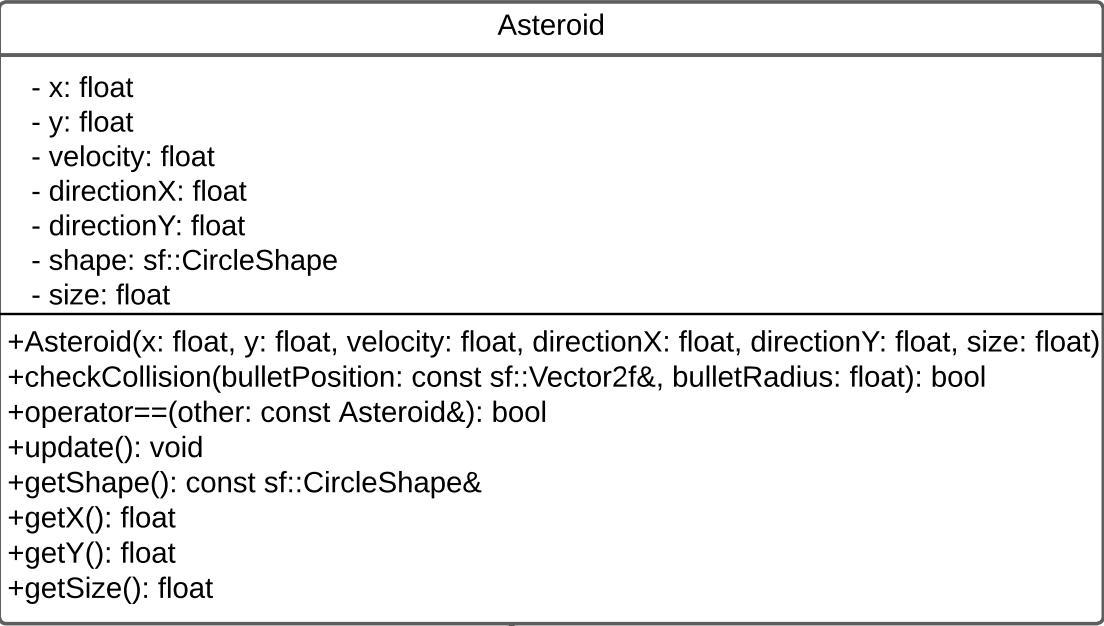 Asteroid
- x: float
- y: float
- velocity: float
- directionX: float
- directionY: float
- shape: sf::CircleShape
- size: float
+Asteroid(x: float, y: float, velocity: float, directionX: float, directionY: float, size: float)
+checkCollision(bulletPosition: const sf::Vector2f&, bulletRadius: float): bool
+operator==(other: const Asteroid&): bool
+update(): void
+getShape(): const sf::CircleShape&
+getX(): float
+getY(): float
+getSize(): float